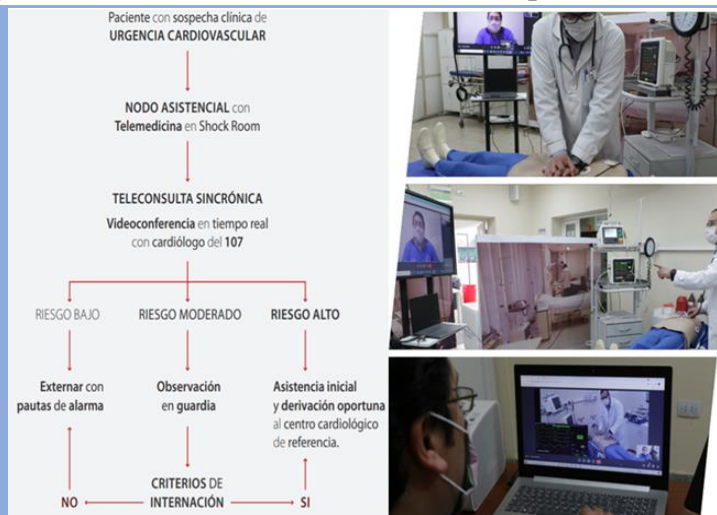 Paciente con sospecha clínica de
URGENCIA CARDIOVASCULAR
NODO ASISTENCIAL con
Telemedicina en Shock Room
TELECONSULTA SINCRÓNICA
Videoconferencia en tiempo real
con cardiólogo del 107
RIESGO BAJO
RIESGO MODERADO
RIESGO ALTO
Externar con
pautas de alarma
Observación
en guardia
Asistencia inicial
y derivación oportuna
al centro cardiológico
de referencia.
CRITERIOS DE
INTERNACIÓN
NO
SI